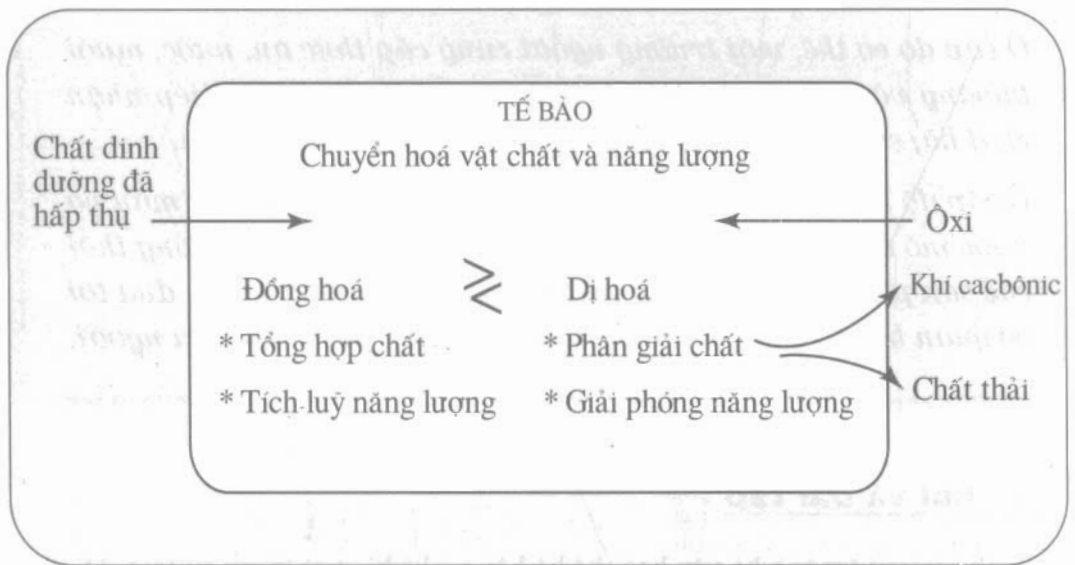 TẾ BÀO
Chuyển hoá vật chất và năng lượng
Chất dinh
dưỡng đã
hấp thụ
Ôxi
Đồng hoá ≷ Dị hoá
Khí cacbônic
* Tổng hợp chất
* Phân giải chất
Chất thải
* Tích luỹ năng lượng
* Giải phóng năng lượng